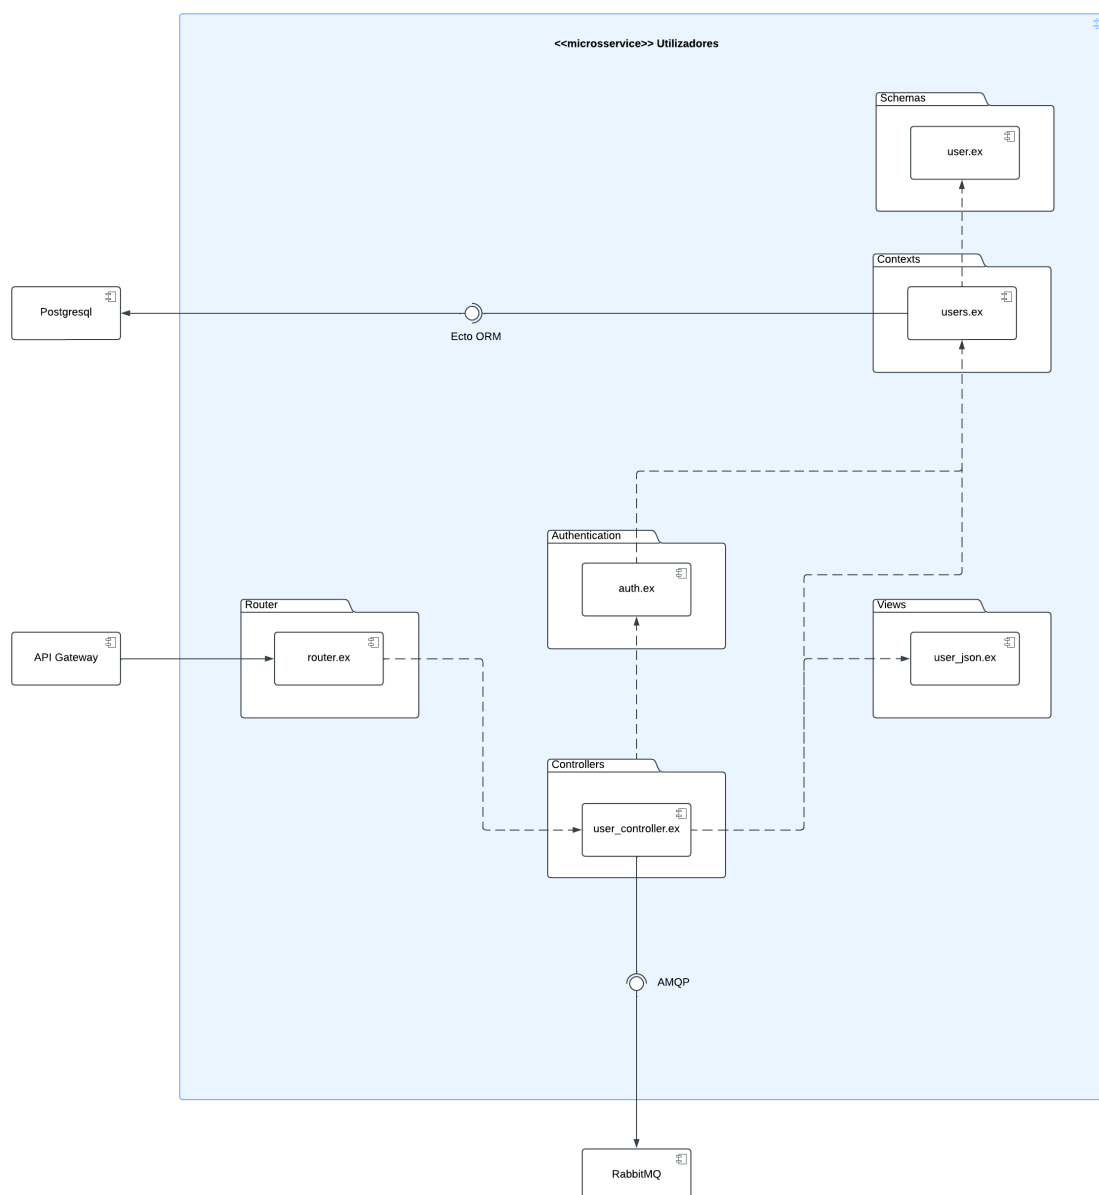 <<microsservice>> Utilizadores
Schemas
user.ex
Contexts
users.ex
Postgresql
Ecto ORM
Authentication
auth.ex
Router
router.ex
Views
user_json.ex
API Gateway
Controllers
user_controller.ex
AMQP
RabbitMQ